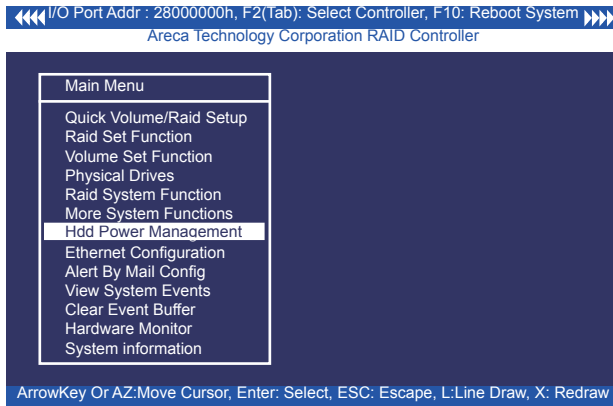 I/O Port Addr : 28000000h, F2(Tab): Select Controller, F10: Reboot System
Areca Technology Corporation RAID Controller
Main Menu
Quick Volume/Raid Setup
Raid Set Function
Volume Set Function
Physical Drives
Raid System Function
More System Functions
Hdd Power Management
Ethernet Configuration
Alert By Mail Config
View System Events
Clear Event Buffer
Hardware Monitor
System information
ArrowKey Or AZ:Move Cursor, Enter: Select, ESC: Escape, L:Line Draw, X: Redraw